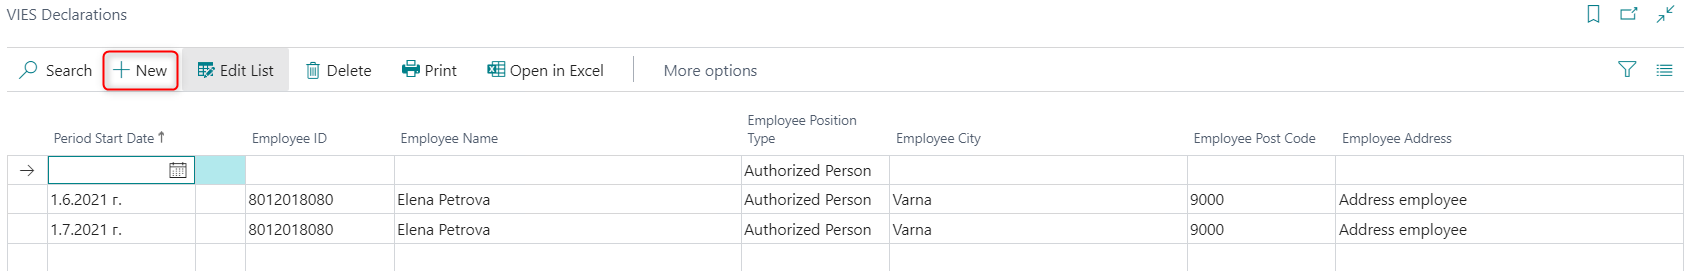 VIES Declarations
Search New Edit List Delete Print Open in Excel More options
Period Start Date Employee ID Employee Name Employee Position Type Employee City Employee Post Code Employee Address
Authorized Person
1.6.2021 г. 8012018080 Elena Petrova Authorized Person Varna 9000 Address employee
1.7.2021 г. 8012018080 Elena Petrova Authorized Person Varna 9000 Address employee